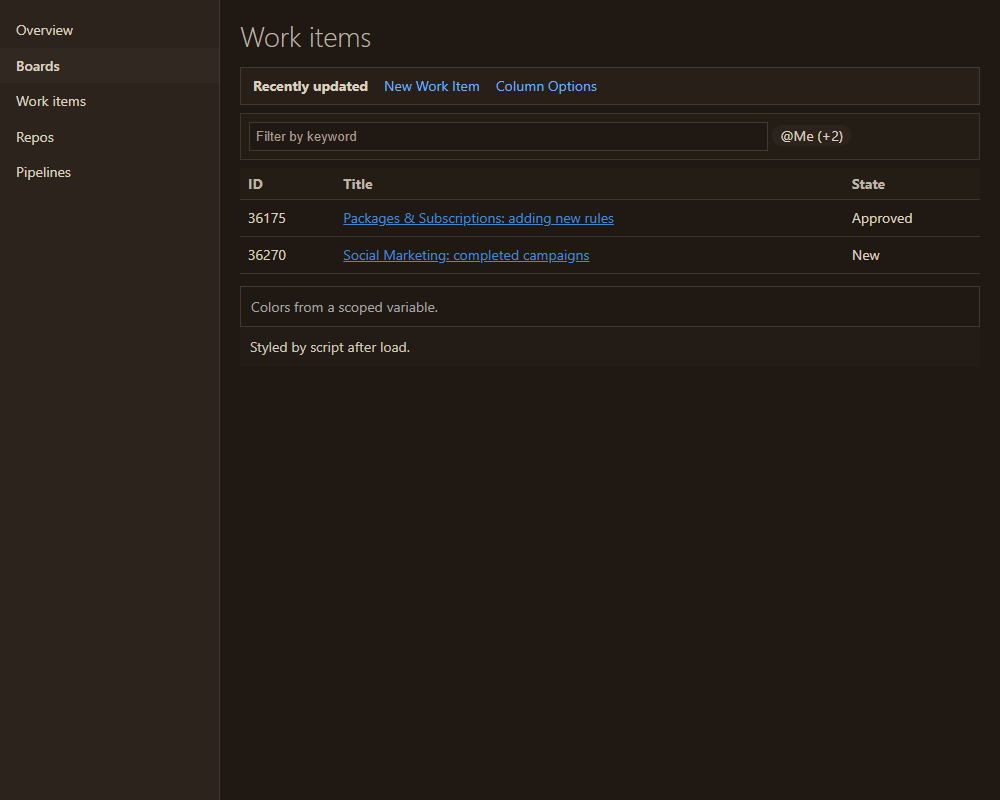 Overview
Boards
Work items
Repos
Pipelines
Work items
Recently updated New Work Item Column Options
Filter by keyword @Me (+2)
ID Title State
36175 Packages & Subscriptions: adding new rules Approved
36270 Social Marketing: completed campaigns New
Colors from a scoped variable.
Styled by script after load.